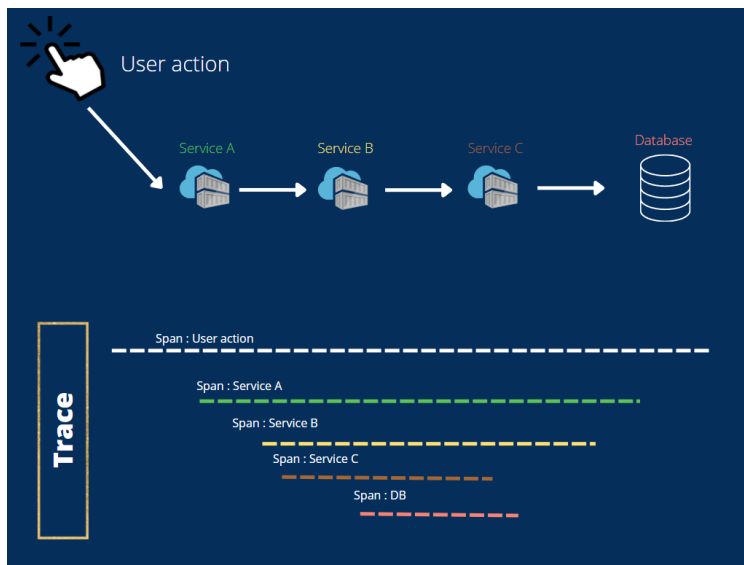 User action
Service A
Service B
Service C
Database
Trace
Span : User action
Span : Service A
Span : Service B
Span : Service C
Span : DB